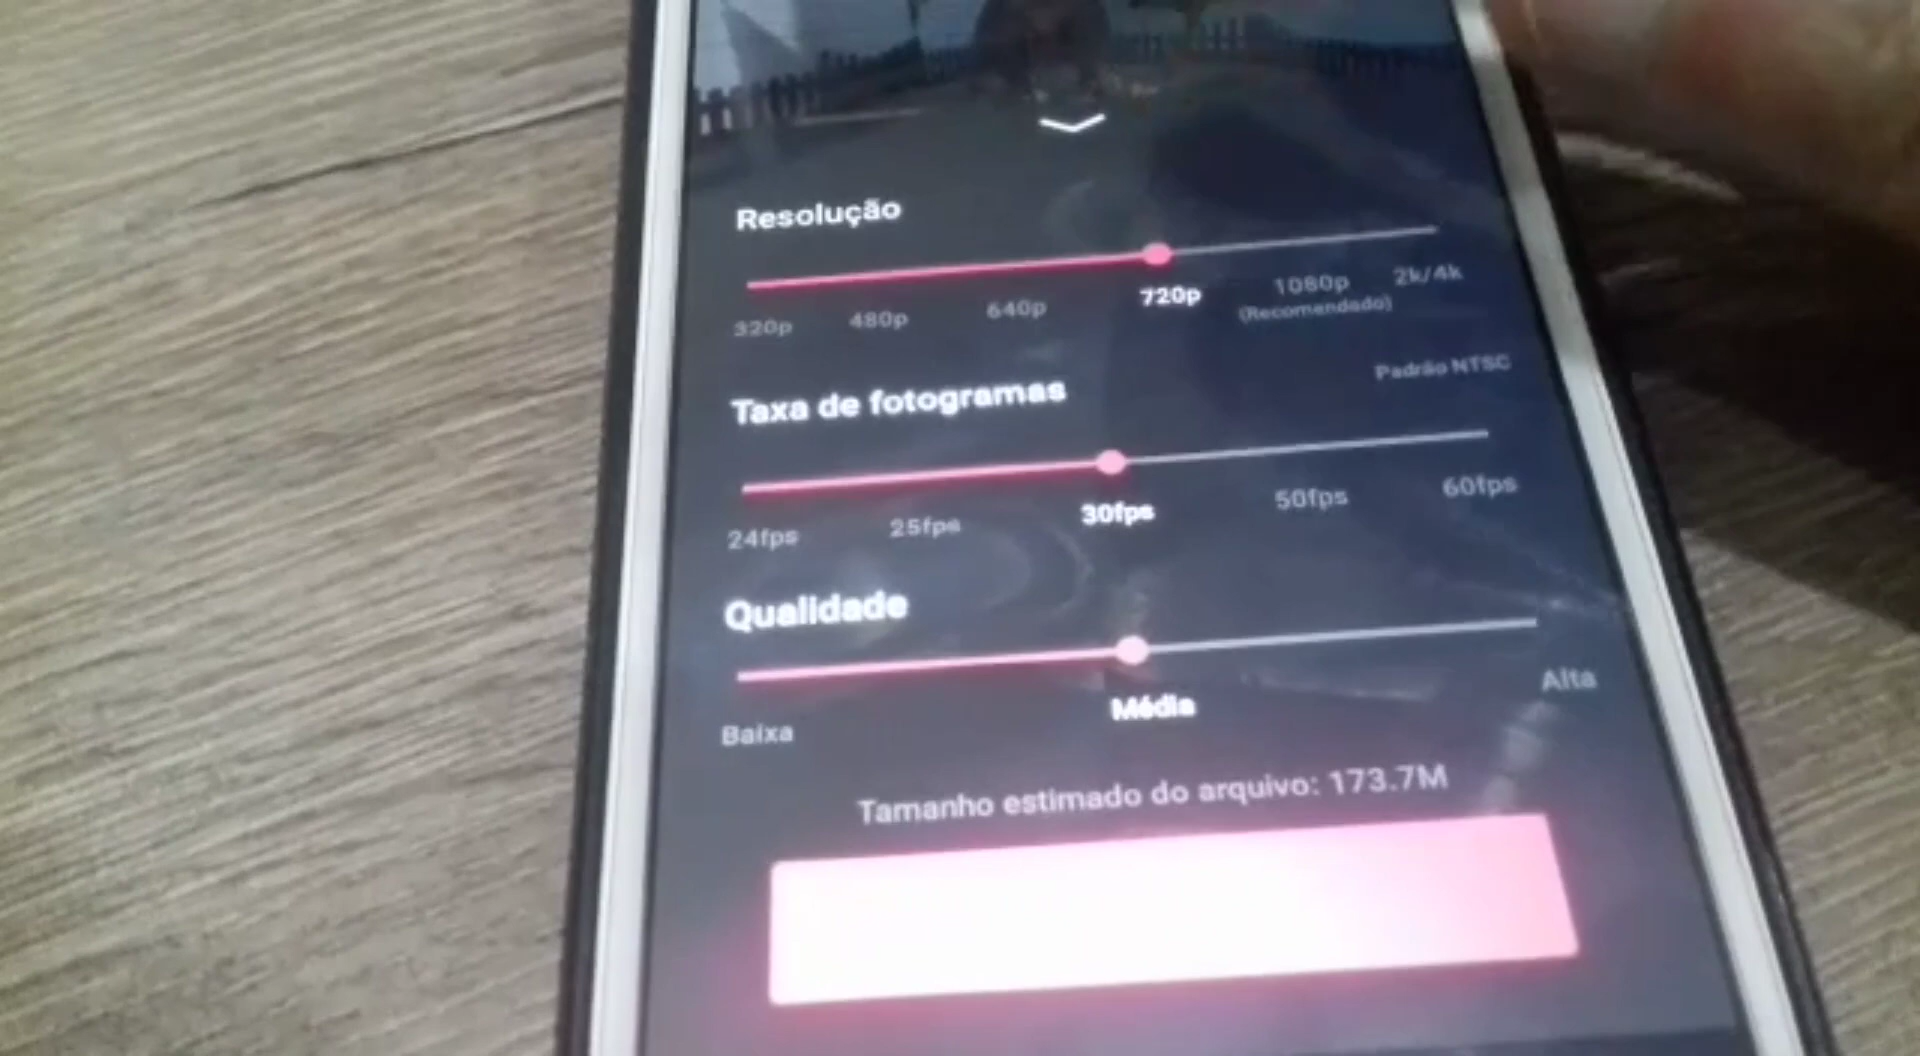 Resolução
320p 480p 640p 720p 1080p 2k/4k
(Recomendado)
Taxa de fotogramas Padrão NTSC
24fps 25fps 30fps 50fps 60fps
Qualidade
Baixa Média Alta
Tamanho estimado do arquivo: 173.7M